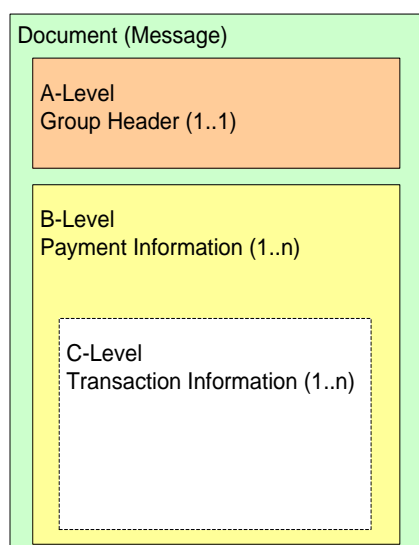 Document (Message)
A-Level
Group Header (1..1)
B-Level
Payment Information (1..n)
C-Level
Transaction Information (1..n)